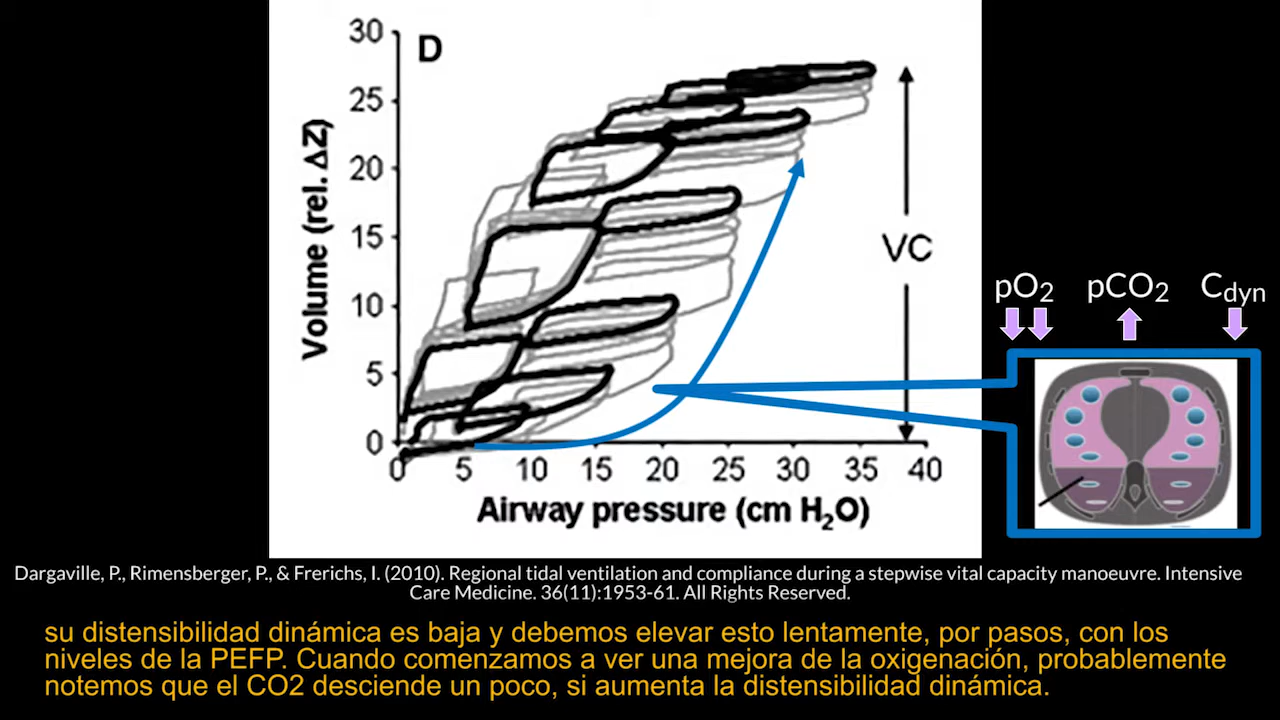 30
D
25
20
15
10
5
0
Volume (rel. ΔZ)
0 5 10 15 20 25 30 35 40
Airway pressure (cm H₂O)
VC
pO₂ pCO₂ Cdyn
Dargaville, P., Rimensberger, P., & Frerichs, I. (2010). Regional tidal ventilation and compliance during a stepwise vital capacity manoeuvre. Intensive
Care Medicine. 36(11):1953-61. All Rights Reserved.
su distensibilidad dinámica es baja y debemos elevar esto lentamente, por pasos, con los
niveles de la PEFP. Cuando comenzamos a ver una mejora de la oxigenación, probablemente
notemos que el CO2 desciende un poco, si aumenta la distensibilidad dinámica.